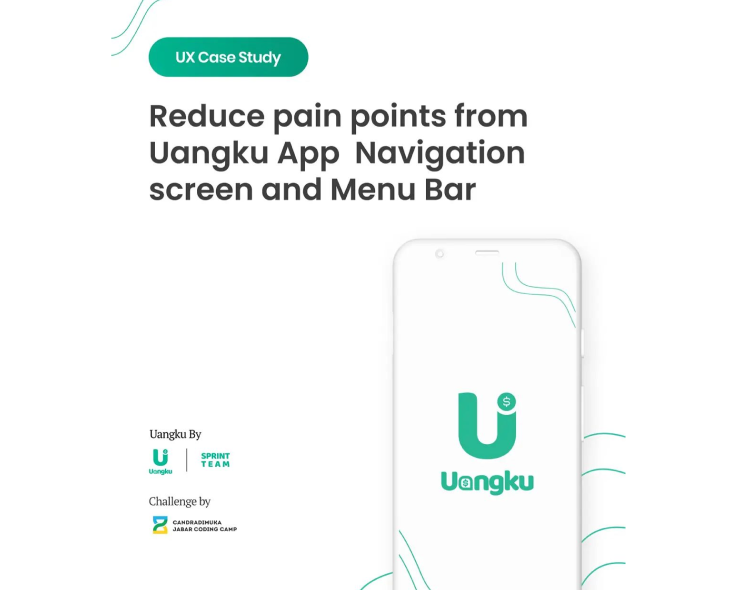 UX Case Study
Reduce pain points from
Uangku App Navigation
screen and Menu Bar
$
Uangku
Uangku By
Uangku
SPRINT
TEAM
Challenge by
CANDRADIMUKA
JABAR CODING CAMP